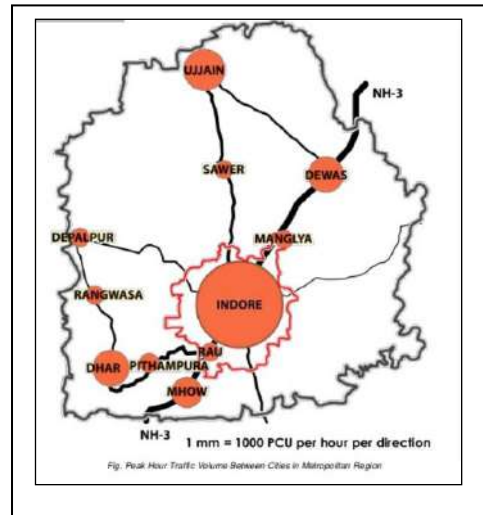 UJJAIN
NH-3
SAWER
DEWAS
DEPALPUR
MANGLYA
RANGWASA
INDORE
RAU
DHAR
PITHAMPURA
MHOW
NH-3
1 mm = 1000 PCU per hour per direction
Fig. Peak Hour Traffic Volume Between Cities in Metropolitan Region